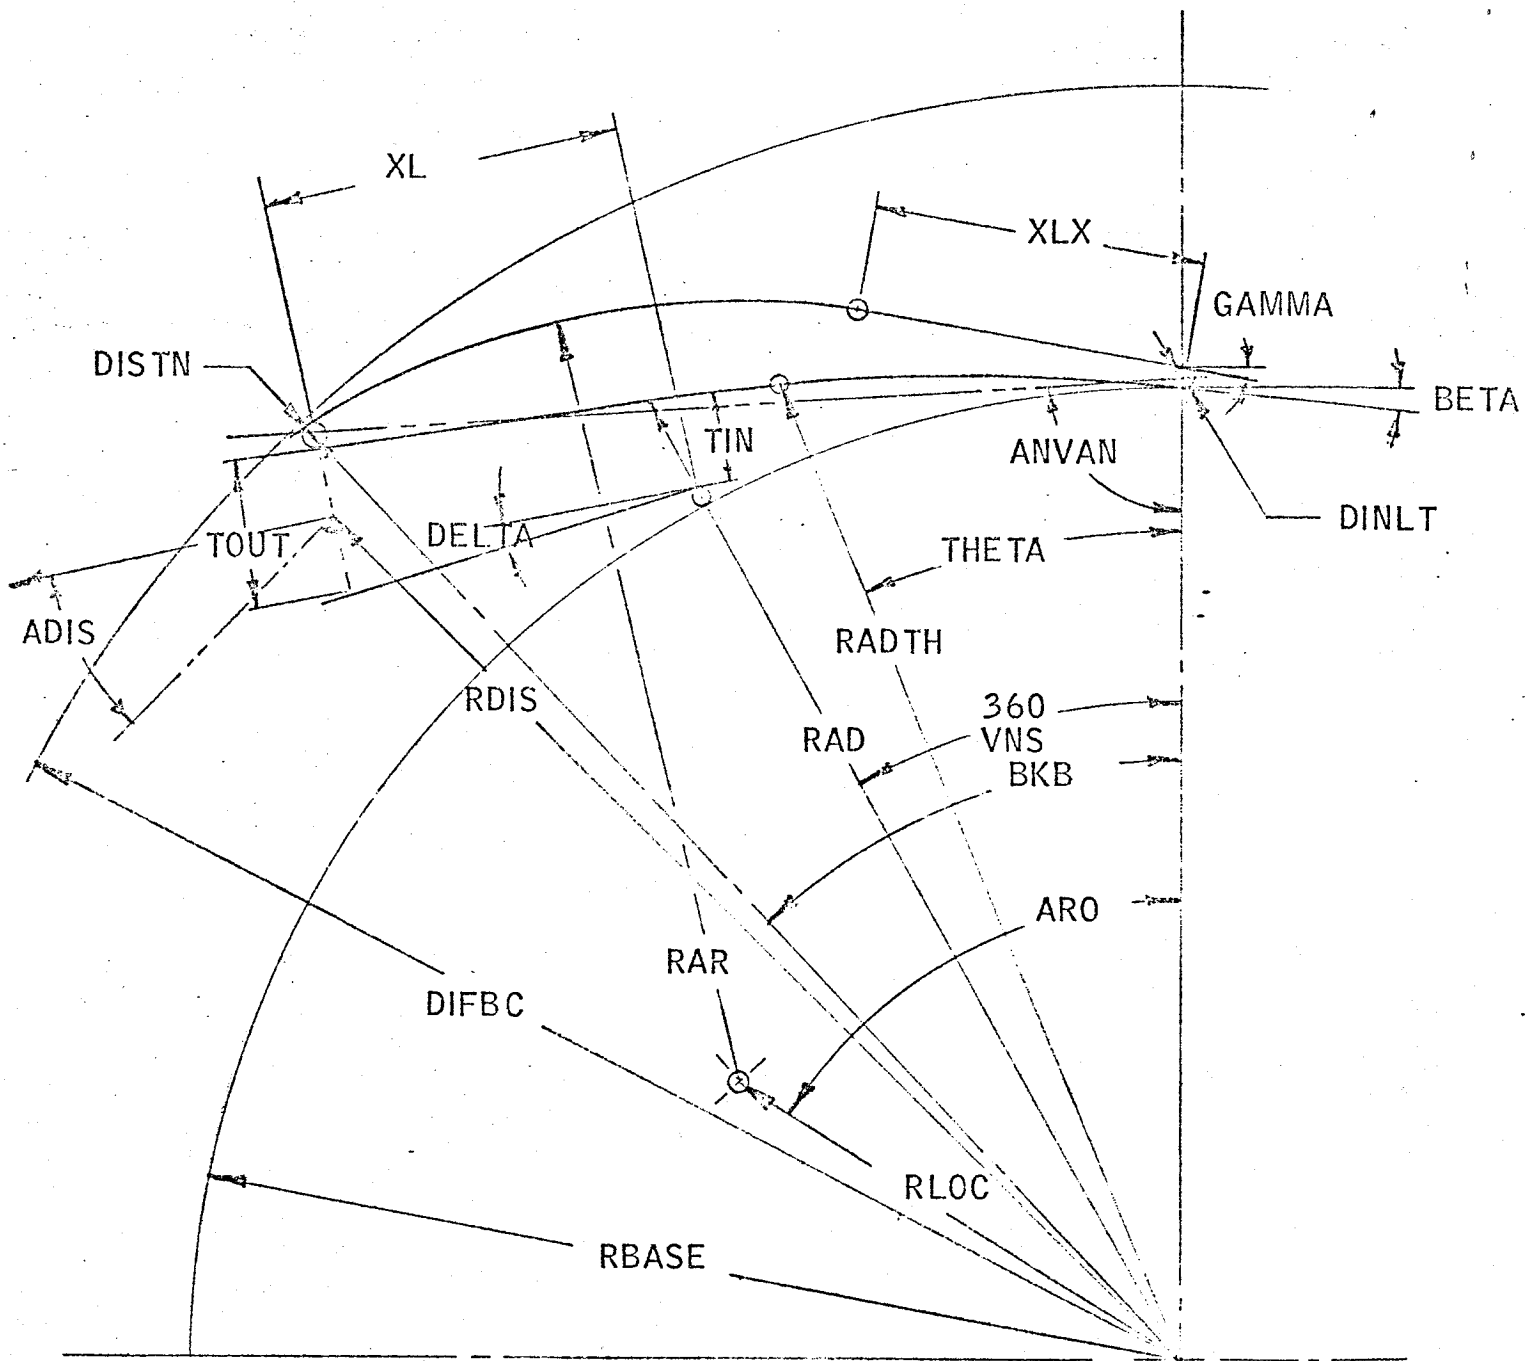 XL
XLX
GAMMA
DISTN
BETA
TIN
ANVAN
DINLT
TOUT
DELTA
THETA
ADIS
RADTH
RDIS
360
VNS
RAD
BKB
ARO
RAR
DIFBC
RLOC
RBASE